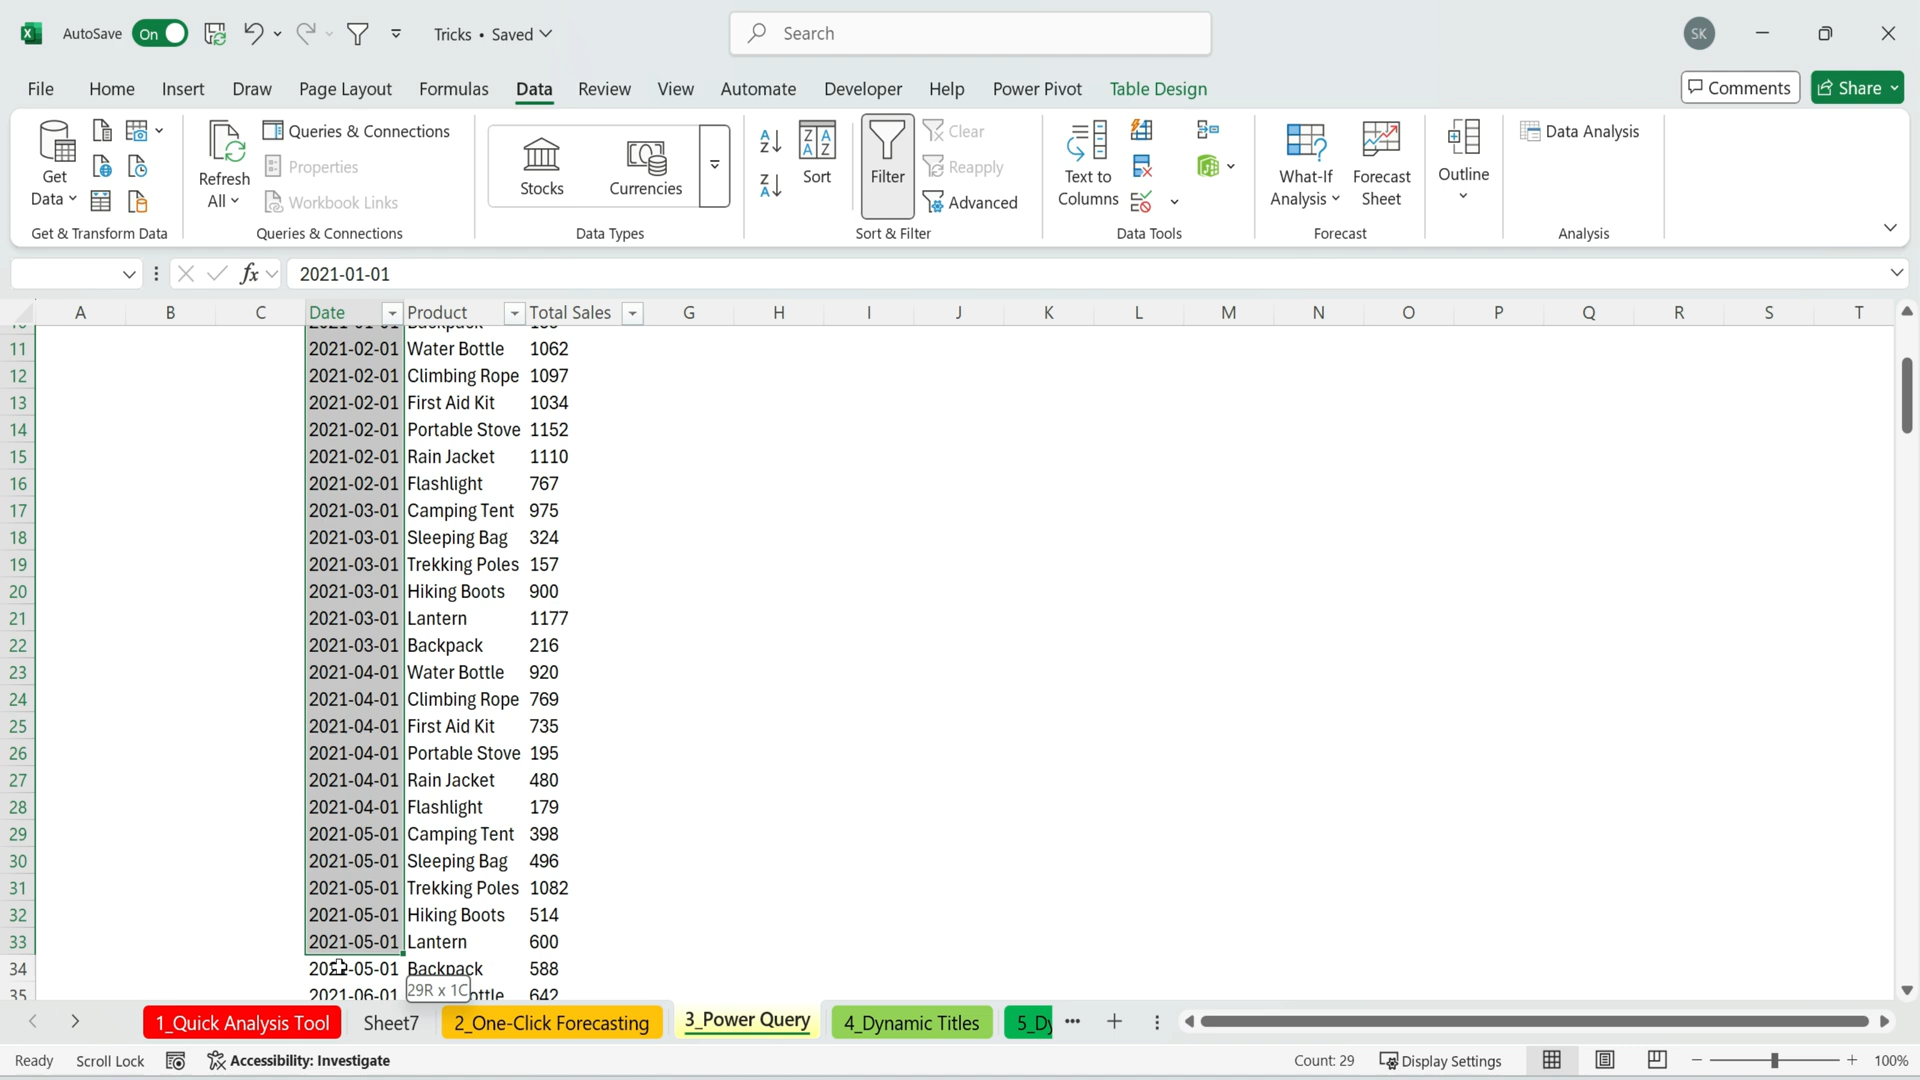 AutoSave On Tricks • Saved Search SK
File Home Insert Draw Page Layout Formulas Data Review View Automate Developer Help Power Pivot Table Design Comments Share
Get
Data
Refresh
All
Queries & Connections
Properties
Workbook Links
Stocks Currencies
Sort
Filter
Clear
Reapply
Advanced
Text to
Columns
What-If
Analysis
Forecast
Sheet
Outline
Data Analysis
Get & Transform Data Queries & Connections Data Types Sort & Filter Data Tools Forecast Analysis
fx 2021-01-01
A B C Date Product Total Sales G H I J K L M N O P Q R S T
11 2021-02-01 Water Bottle 1062
12 2021-02-01 Climbing Rope 1097
13 2021-02-01 First Aid Kit 1034
14 2021-02-01 Portable Stove 1152
15 2021-02-01 Rain Jacket 1110
16 2021-02-01 Flashlight 767
17 2021-03-01 Camping Tent 975
18 2021-03-01 Sleeping Bag 324
19 2021-03-01 Trekking Poles 157
20 2021-03-01 Hiking Boots 900
21 2021-03-01 Lantern 1177
22 2021-03-01 Backpack 216
23 2021-04-01 Water Bottle 920
24 2021-04-01 Climbing Rope 769
25 2021-04-01 First Aid Kit 735
26 2021-04-01 Portable Stove 195
27 2021-04-01 Rain Jacket 480
28 2021-04-01 Flashlight 179
29 2021-05-01 Camping Tent 398
30 2021-05-01 Sleeping Bag 496
31 2021-05-01 Trekking Poles 1082
32 2021-05-01 Hiking Boots 514
33 2021-05-01 Lantern 600
34 2021-05-01 Backpack 588
29R x 1C
35 2021-06-01 642
1_Quick Analysis Tool Sheet7 2_One-Click Forecasting 3_Power Query 4_Dynamic Titles 5_Dy
Ready Scroll Lock Accessibility: Investigate Count: 29 Display Settings 100%